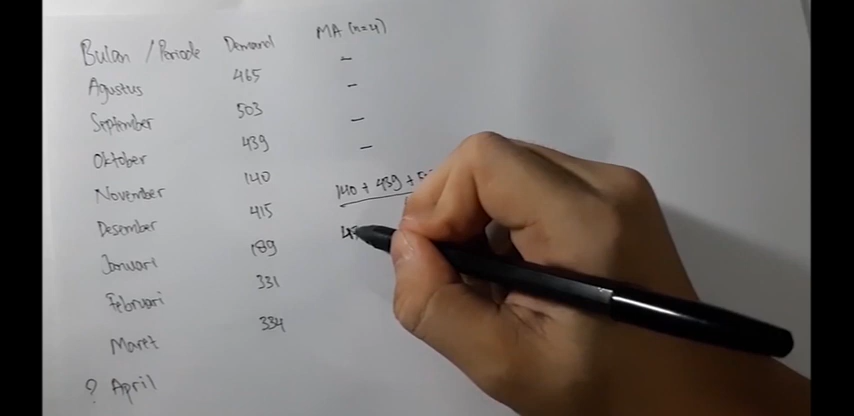 Bulan / Periode Demand MA (n=4)
Agustus 465 -
September 503 -
Oktober 439 -
November 140 -
Desember 415 140 + 439 +
Januari 189
Februari 331
Maret 334
? April